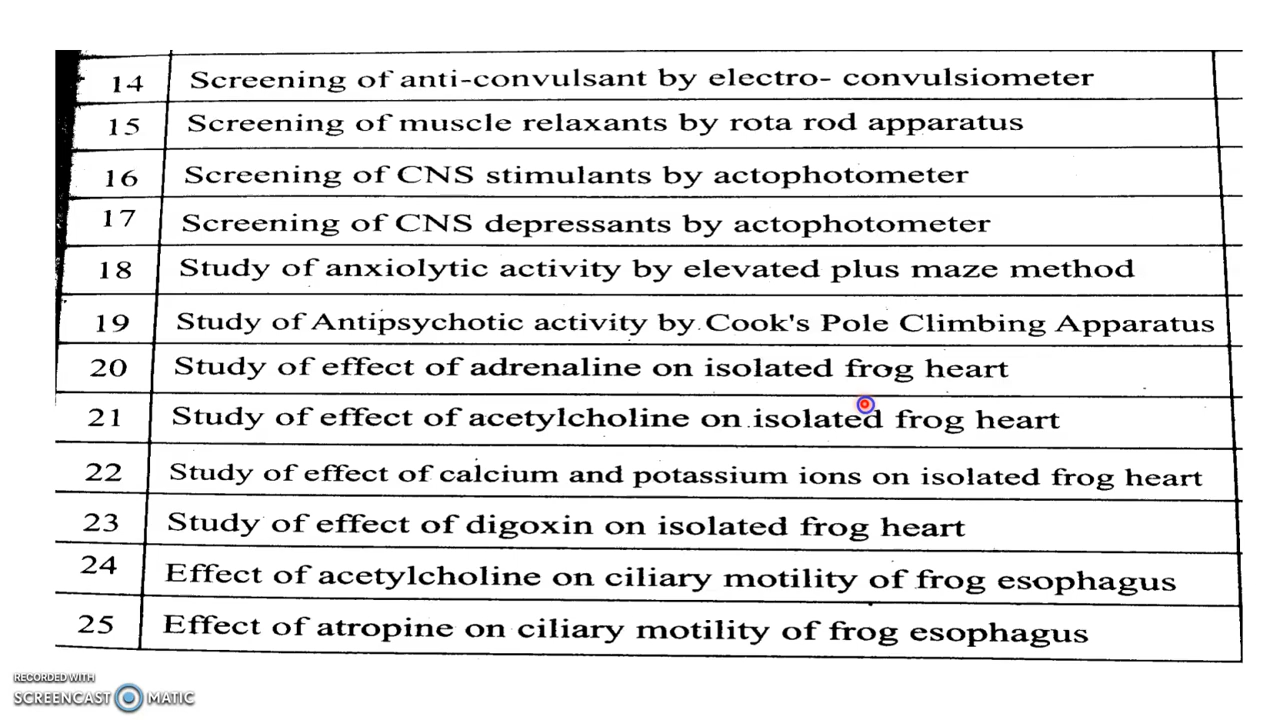 14 Screening of anti-convulsant by electro- convulsiometer
15 Screening of muscle relaxants by rota rod apparatus
16 Screening of CNS stimulants by actophotometer
17 Screening of CNS depressants by actophotometer
18 Study of anxiolytic activity by elevated plus maze method
19 Study of Antipsychotic activity by Cook's Pole Climbing Apparatus
20 Study of effect of adrenaline on isolated frog heart
21 Study of effect of acetylcholine on isolated frog heart
22 Study of effect of calcium and potassium ions on isolated frog heart
23 Study of effect of digoxin on isolated frog heart
24 Effect of acetylcholine on ciliary motility of frog esophagus
25 Effect of atropine on ciliary motility of frog esophagus
RECORDED WITH
SCREENCAST MATIC